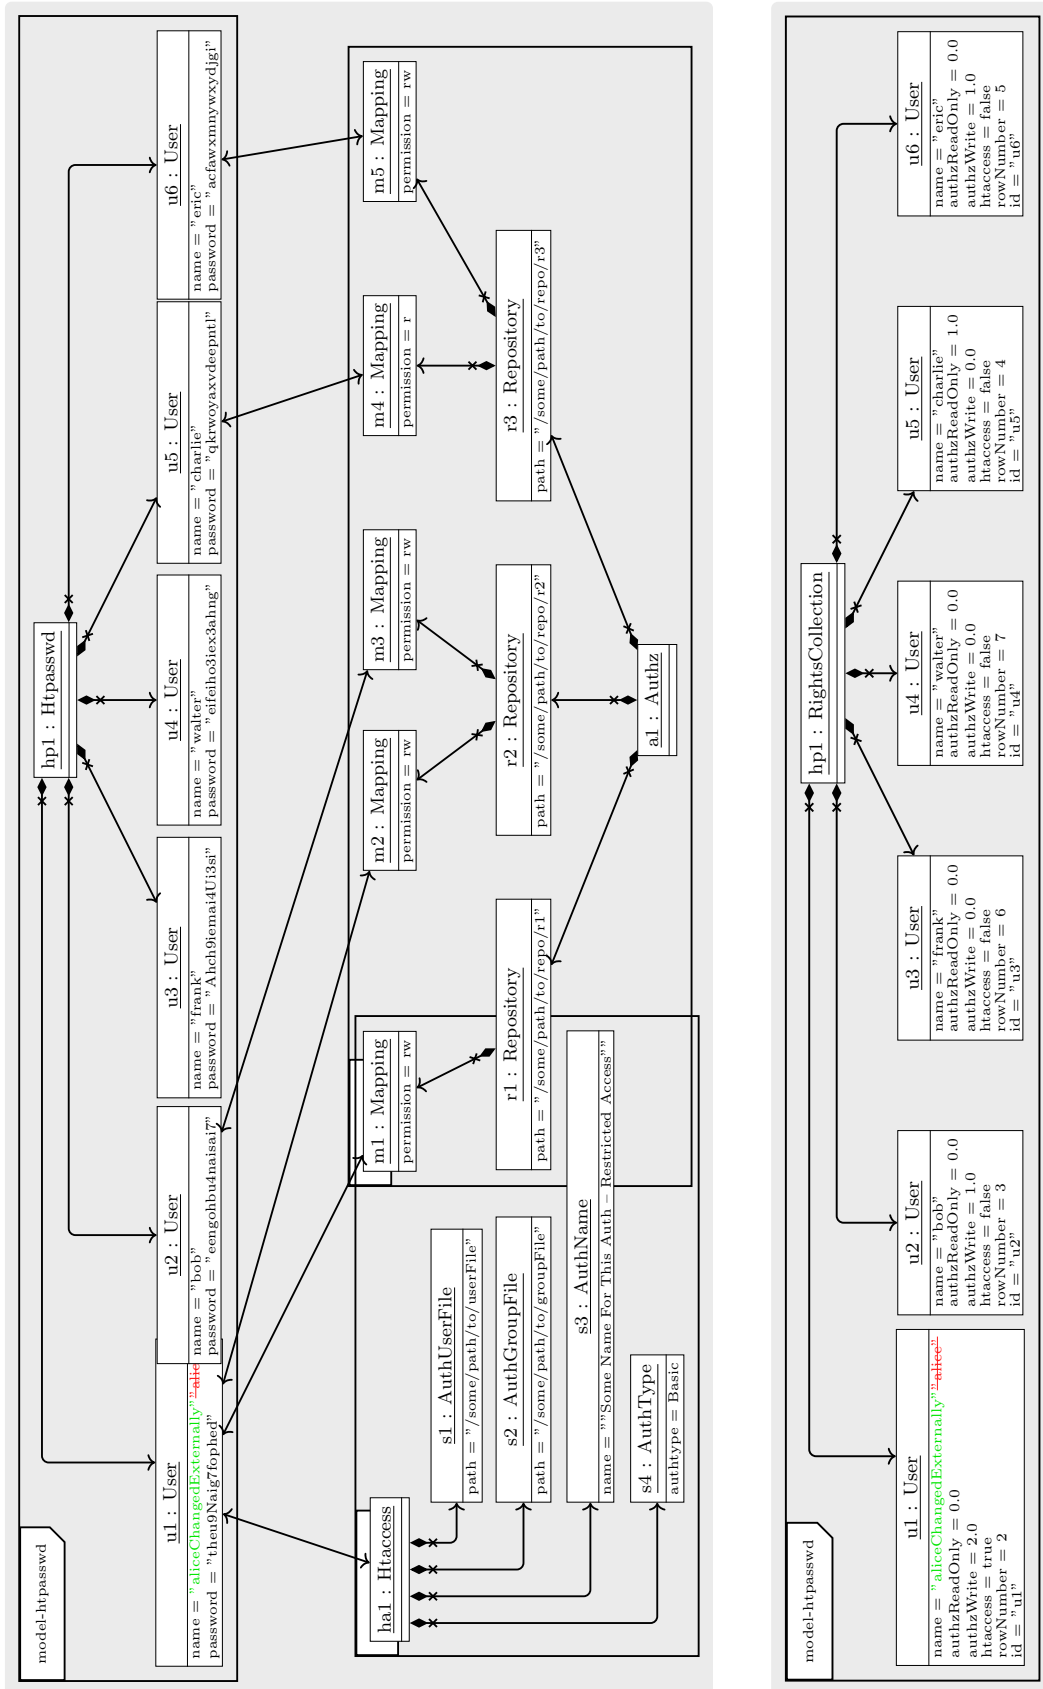 model-htpasswd
hp1 : Htpasswd
u1 : User
name = "aliceChangedExternally""alice
password = "theu9Naig7fophed"
u2 : User
name = "bob"
password = "eengohbu4naisai7"
u3 : User
name = "frank"
password = "Ahch9iemai4Ui3si"
u4 : User
name = "walter"
password = "eifeiho3iex3ahng"
u5 : User
name = "charlie"
password = "qkrwoyaxvdeepntl"
u6 : User
name = "eric"
password = "acfawxmnywxydjgi"
ha1 : Htaccess
s1 : AuthUserFile
path = "/some/path/to/userFile"
s2 : AuthGroupFile
path = "/some/path/to/groupFile"
s3 : AuthName
name = ""Some Name For This Auth – Restricted Access""
s4 : AuthType
authtype = Basic
m1 : Mapping
permission = rw
m2 : Mapping
permission = rw
m3 : Mapping
permission = rw
m4 : Mapping
permission = r
m5 : Mapping
permission = rw
r1 : Repository
path = "/some/path/to/repo/r1"
r2 : Repository
path = "/some/path/to/repo/r2"
r3 : Repository
path = "/some/path/to/repo/r3"
a1 : Authz
model-htpasswd
hp1 : RightsCollection
u1 : User
name = "aliceChangedExternally""alice"
authzReadOnly = 0.0
authzWrite = 2.0
htaccess = true
rowNumber = 2
id = "u1"
u2 : User
name = "bob"
authzReadOnly = 0.0
authzWrite = 1.0
htaccess = false
rowNumber = 3
id = "u2"
u3 : User
name = "frank"
authzReadOnly = 0.0
authzWrite = 0.0
htaccess = false
rowNumber = 6
id = "u3"
u4 : User
name = "walter"
authzReadOnly = 0.0
authzWrite = 0.0
htaccess = false
rowNumber = 7
id = "u4"
u5 : User
name = "charlie"
authzReadOnly = 1.0
authzWrite = 0.0
htaccess = false
rowNumber = 4
id = "u5"
u6 : User
name = "eric"
authzReadOnly = 0.0
authzWrite = 1.0
htaccess = false
rowNumber = 5
id = "u6"